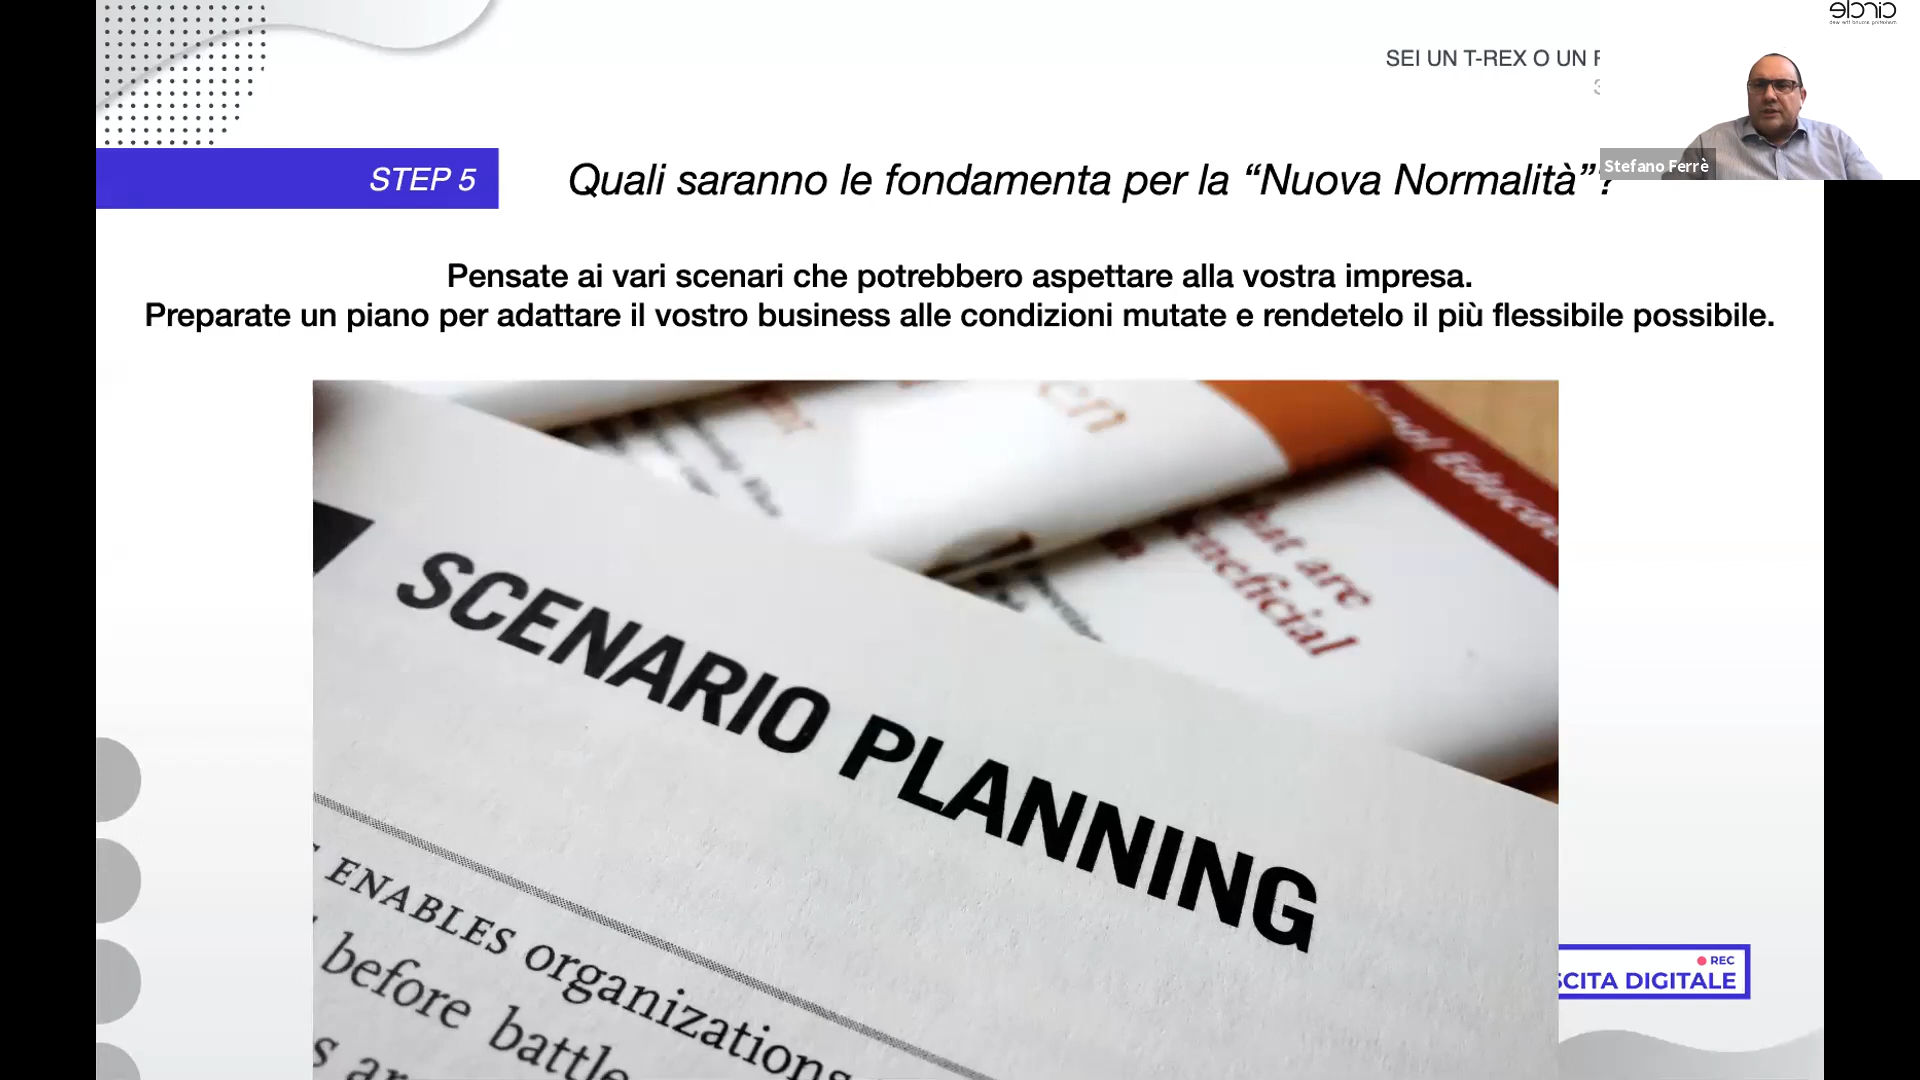 circle
SEI UN T-REX O UN
Stefano Ferrè
STEP 5
Quali saranno le fondamenta per la “Nuova Normalità”?
Pensate ai vari scenari che potrebbero aspettare alla vostra impresa.
Preparate un piano per adattare il vostro business alle condizioni mutate e rendetelo il più flessibile possibile.
are
SCENARIO PLANNING
ENABLES organizations
before battle
REC
SCITA DIGITALE